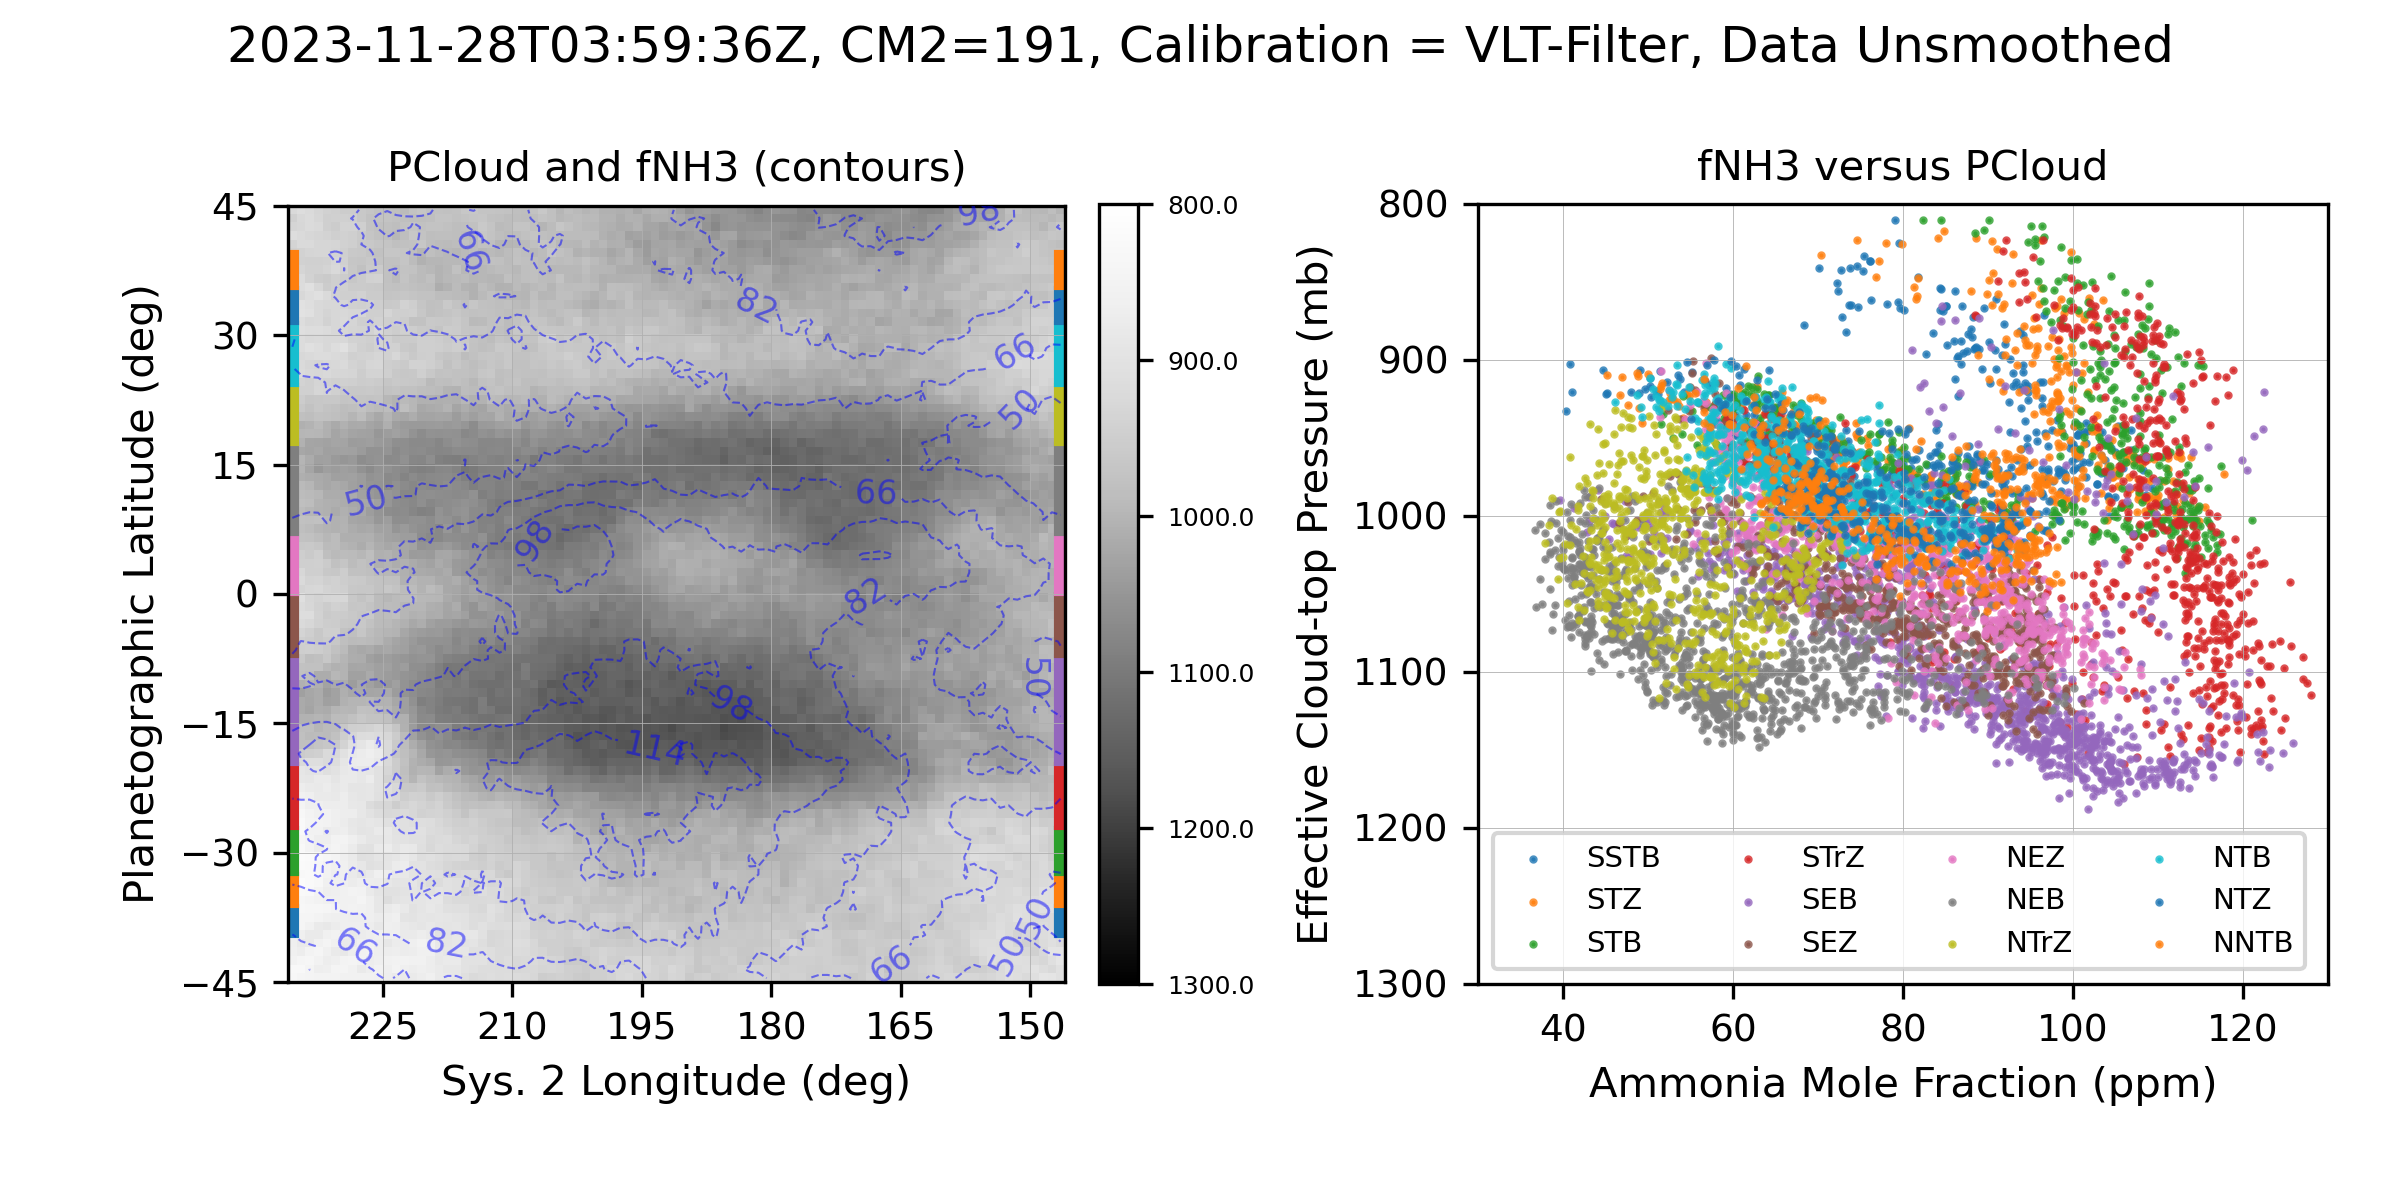 2023-11-28T03:59:36Z, CM2=191, Calibration = VLT-Filter, Data Unsmoothed
PCloud and fNH3 (contours)
Planetographic Latitude (deg)
45
30
15
0
−15
−30
−45
225
210
195
180
165
150
Sys. 2 Longitude (deg)
98
66
82
66
50
50
66
98
82
50
98
114
66
82
66
50
50
800.0
900.0
1000.0
1100.0
1200.0
1300.0
fNH3 versus PCloud
Effective Cloud-top Pressure (mb)
800
900
1000
1100
1200
1300
SSTB
STZ
STB
STrZ
SEB
SEZ
NEZ
NEB
NTrZ
NTB
NTZ
NNTB
40
60
80
100
120
Ammonia Mole Fraction (ppm)